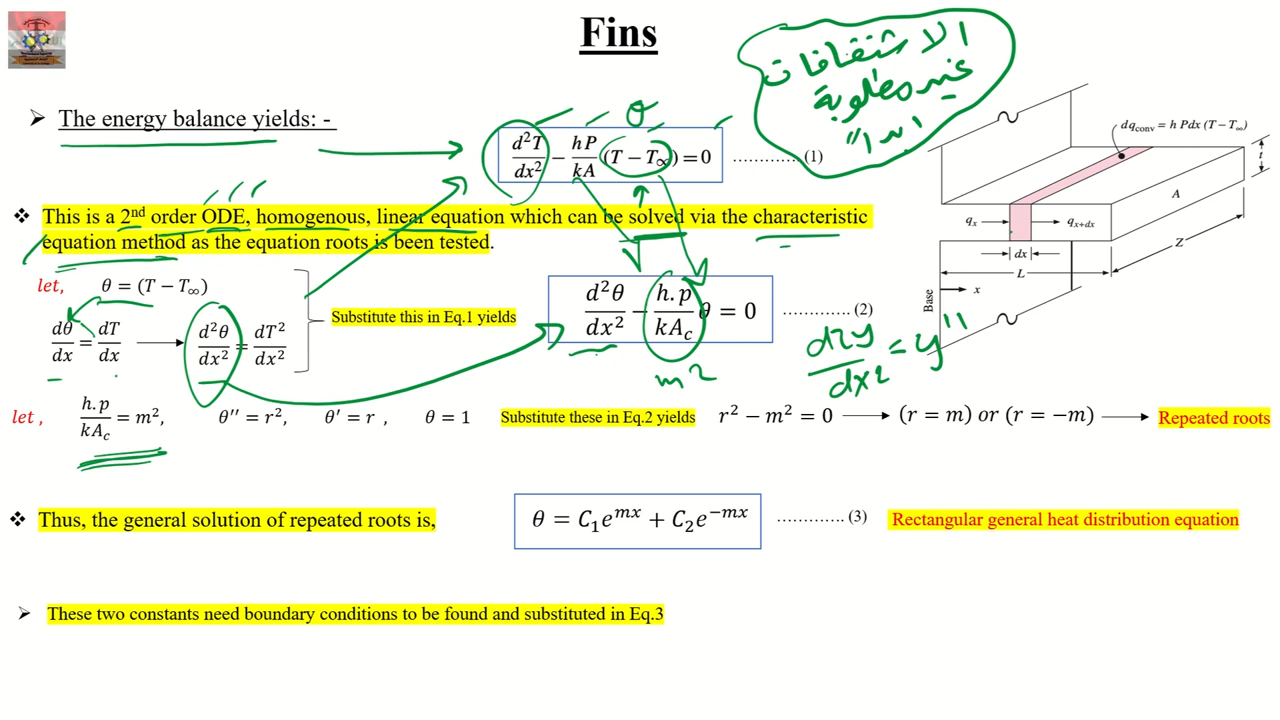 Fins
الاشتقاقات
غير مطلوبة
ابدا"
➤ The energy balance yields: -
θ
d²T/dx² − hP/kA (T − T∞) = 0 ............. (1)
❖ This is a 2nd order ODE, homogenous, linear equation which can be solved via the characteristic
equation method as the equation roots is been tested.
let, θ = (T − T∞)
dθ/dx = dT/dx → d²θ/dx² = dT²/dx²
Substitute this in Eq.1 yields
d²θ/dx² − h.p/kA_c θ = 0 ............. (2)
m²
d²y/dx² = y''
dq_conv = h Pdx (T − T∞)
t
A
q_x
q_x+dx
Z
dx
L
Base
x
let , h.p/kA_c = m², θ'' = r², θ' = r , θ = 1 Substitute these in Eq.2 yields r² − m² = 0 → (r = m) or (r = −m) → Repeated roots
❖ Thus, the general solution of repeated roots is, θ = C₁e^mx + C₂e^−mx ............. (3) Rectangular general heat distribution equation
➤ These two constants need boundary conditions to be found and substituted in Eq.3